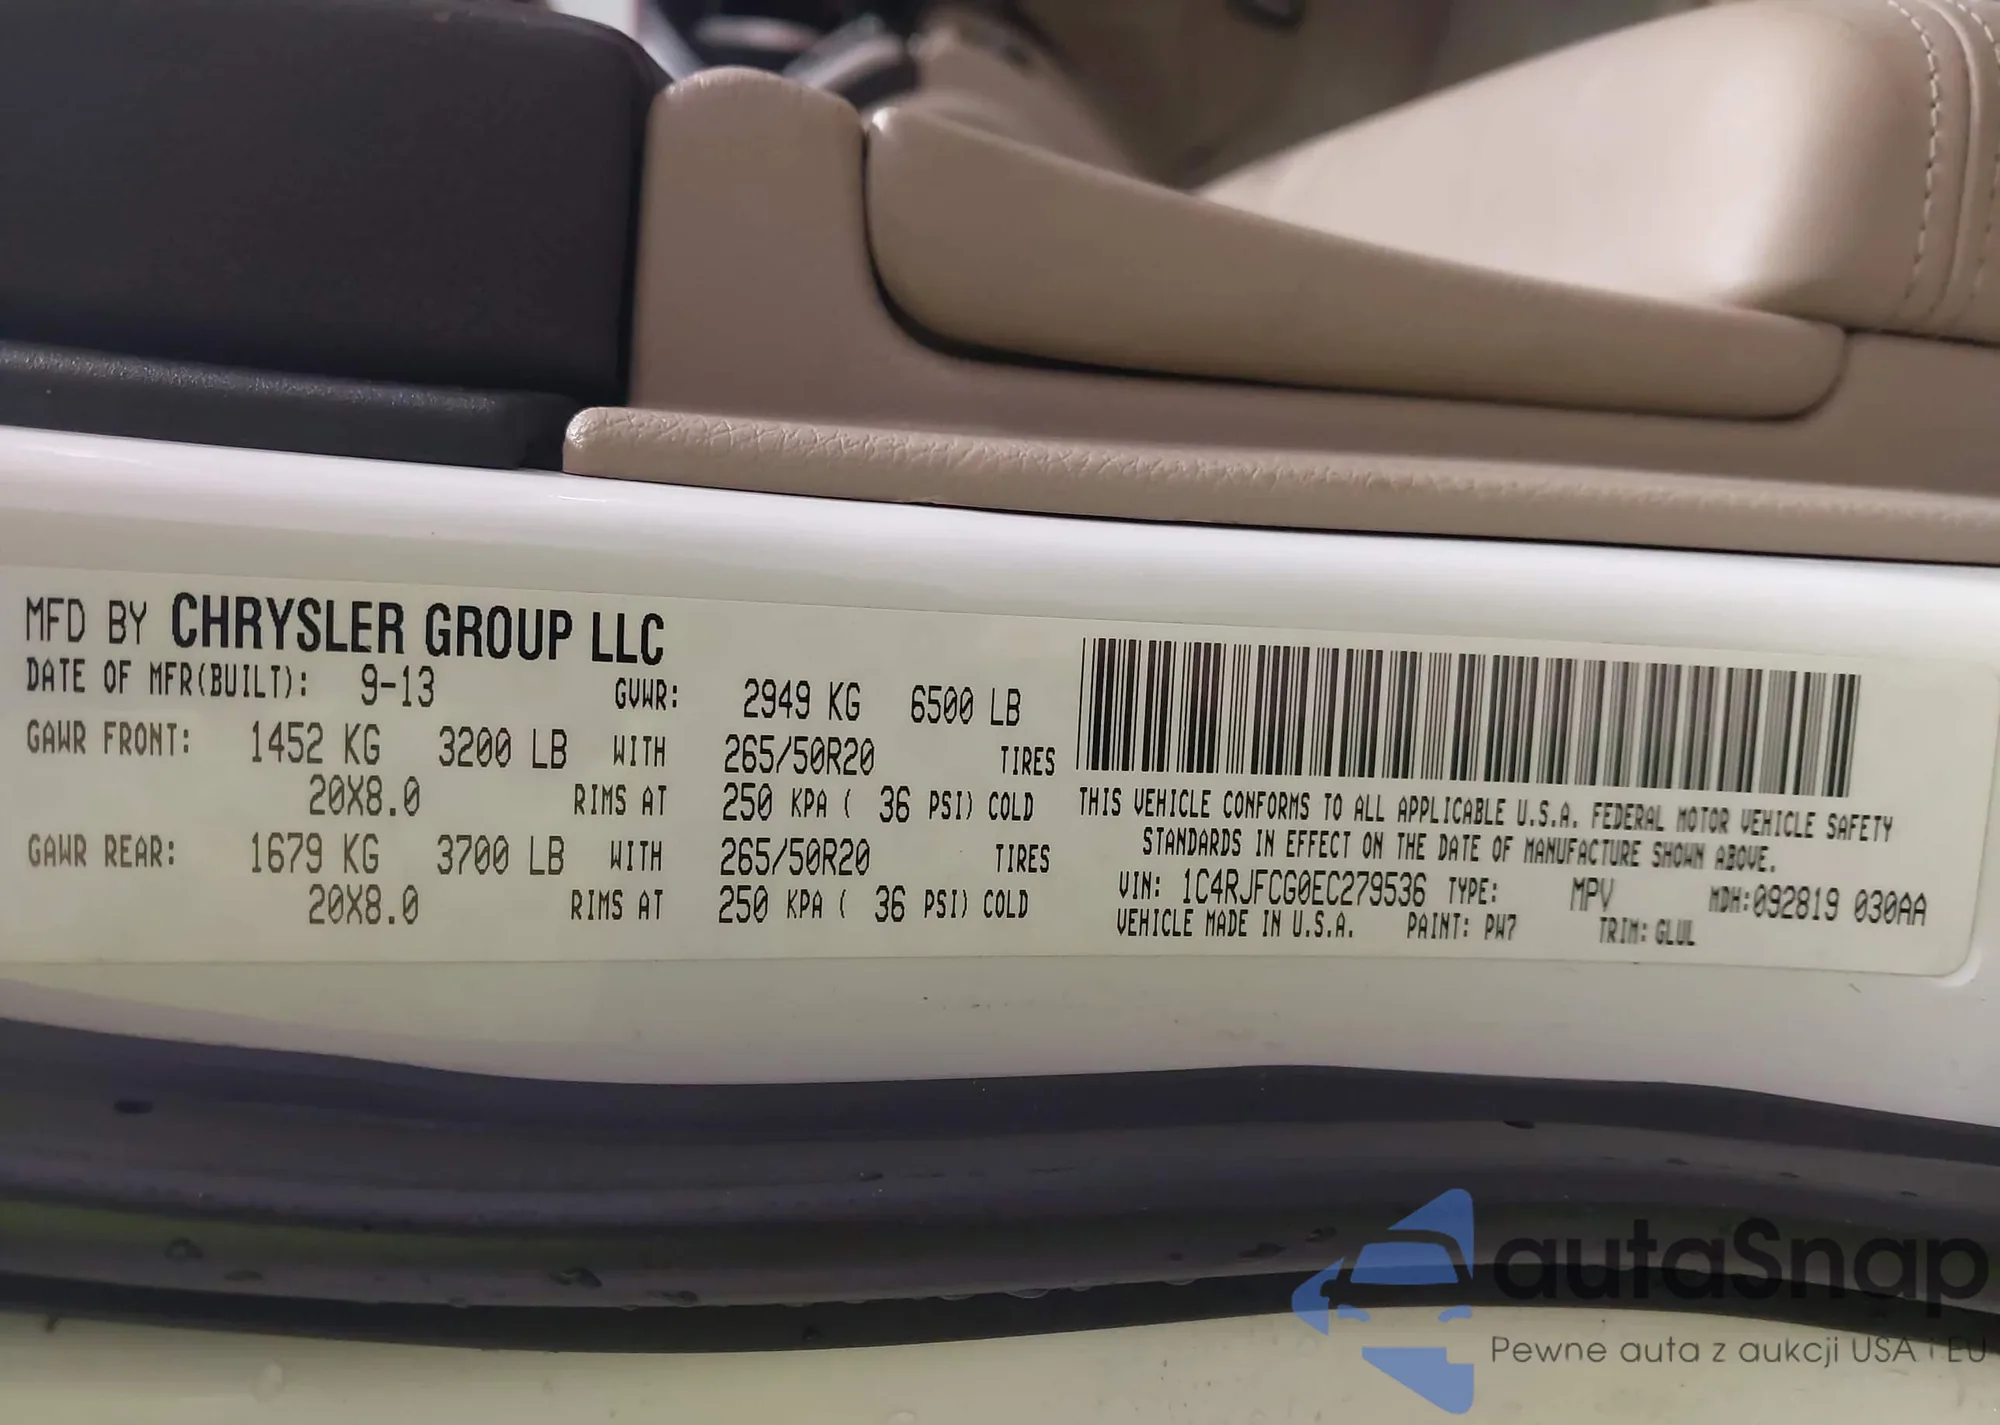 MFD BY CHRYSLER GROUP LLC
DATE OF MFR(BUILT): 9-13 GVWR: 2949 KG 6500 LB
GAWR FRONT: 1452 KG 3200 LB WITH 265/50R20 TIRES
20X8.0 RIMS AT 250 KPA ( 36 PSI) COLD
GAWR REAR: 1679 KG 3700 LB WITH 265/50R20 TIRES
20X8.0 RIMS AT 250 KPA ( 36 PSI) COLD
THIS VEHICLE CONFORMS TO ALL APPLICABLE U.S.A. FEDERAL MOTOR VEHICLE SAFETY
STANDARDS IN EFFECT ON THE DATE OF MANUFACTURE SHOWN ABOVE.
VIN: 1C4RJFCG0EC279536 TYPE: MPV MDH:092819 030AA
VEHICLE MADE IN U.S.A. PAINT: PW7 TRIM: GLUL
autaSnap
Pewne auta z aukcji USA i EU